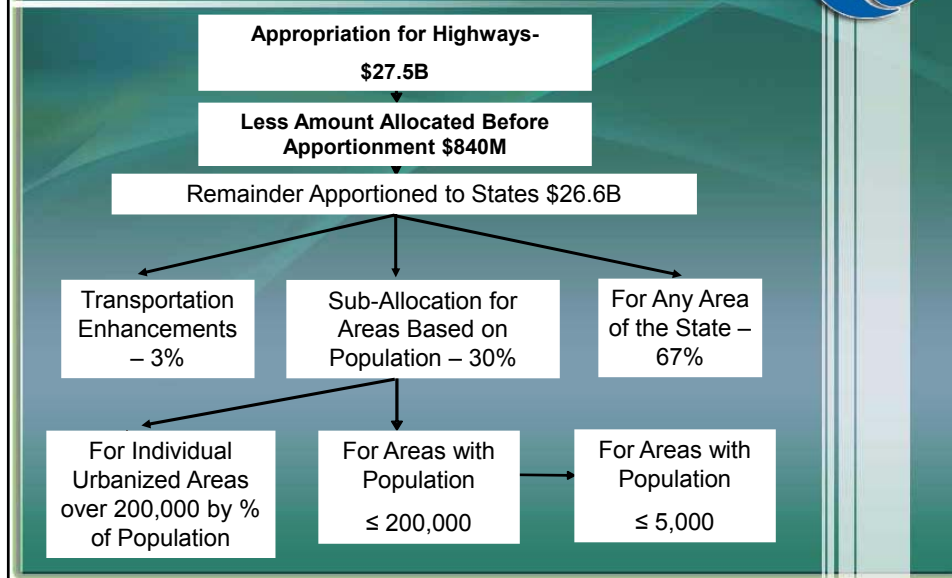 Appropriation for Highways-
$27.5B
Less Amount Allocated Before
Apportionment $840M
Remainder Apportioned to States $26.6B
Transportation
Enhancements
– 3%
Sub-Allocation for
Areas Based on
Population – 30%
For Any Area
of the State –
67%
For Individual
Urbanized Areas
over 200,000 by %
of Population
For Areas with
Population
≤ 200,000
For Areas with
Population
≤ 5,000